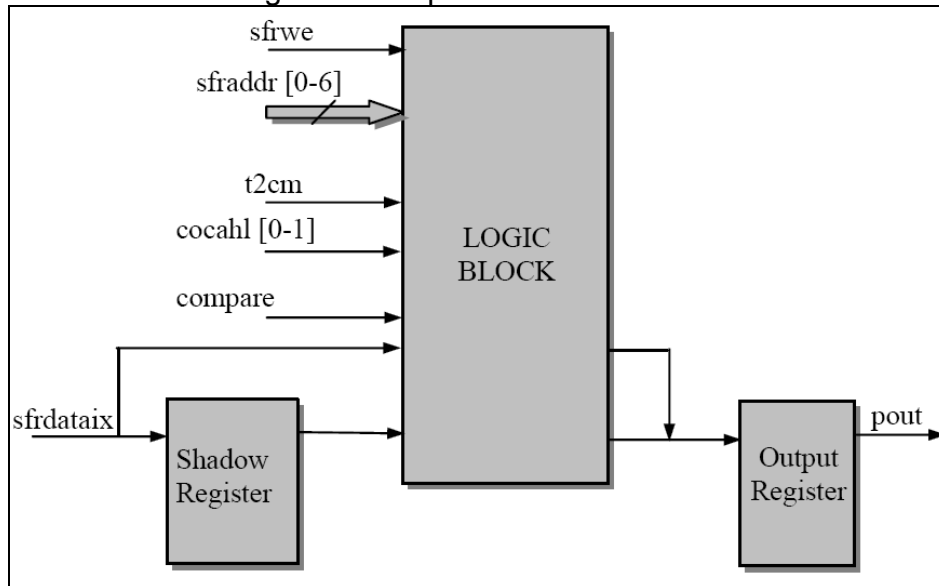 sfrwe
sfraddr [0-6]
t2cm
cocahl [0-1]
compare
LOGIC
BLOCK
sfrdataix
Shadow
Register
Output
Register
pout